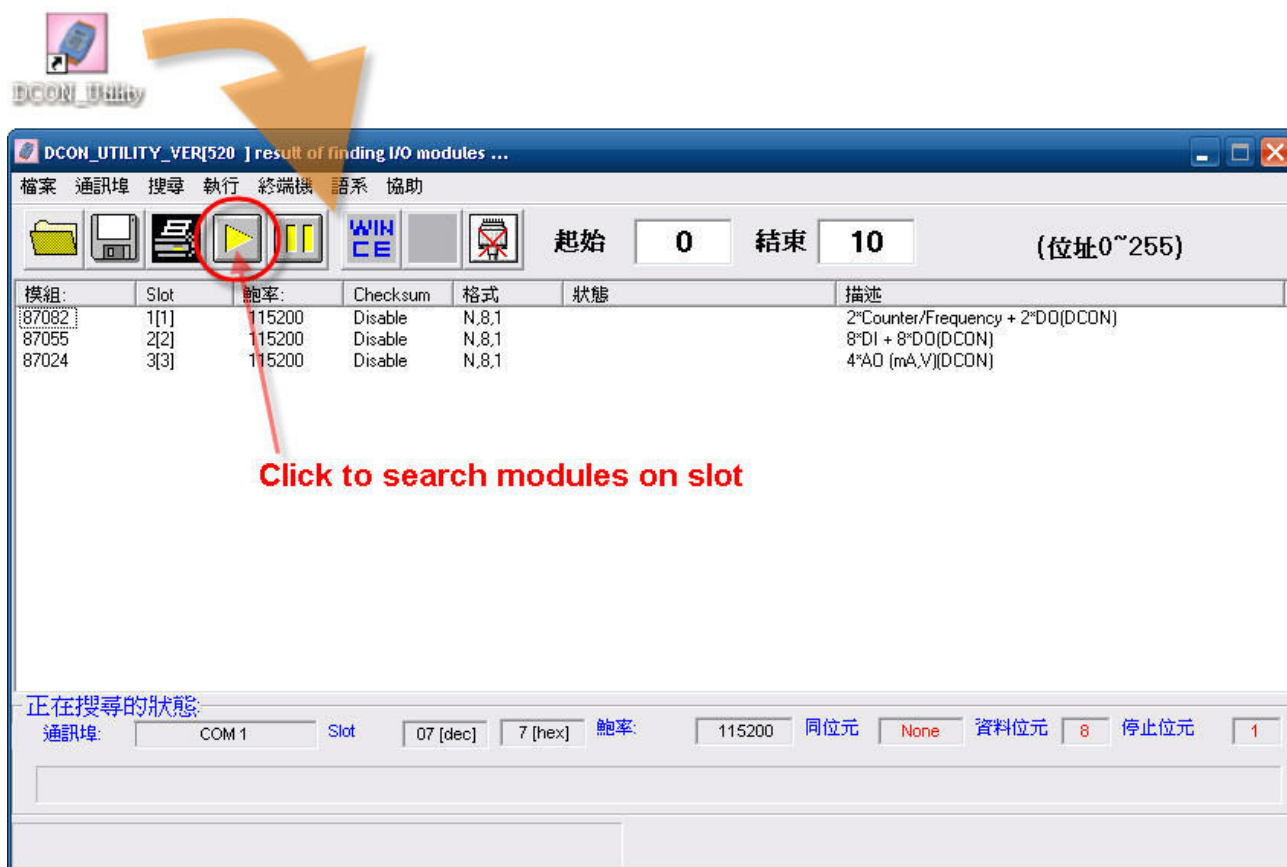 DCON_Utility
DCON_UTILITY_VER[520 ] result of finding I/O modules ...
檔案 通訊埠 搜尋 執行 終端機 語系 協助
WIN CE 起始 0 結束 10 (位址0~255)
模組: Slot 鮑率: Checksum 格式 狀態 描述
87082 1[1] 115200 Disable N,8,1 2*Counter/Frequency + 2*DO(DCON)
87055 2[2] 115200 Disable N,8,1 8*DI + 8*DO(DCON)
87024 3[3] 115200 Disable N,8,1 4*AO (mA,V)(DCON)
Click to search modules on slot
正在搜尋的狀態:
通訊埠: COM 1 Slot 07 [dec] 7 [hex] 鮑率: 115200 同位元 None 資料位元 8 停止位元 1